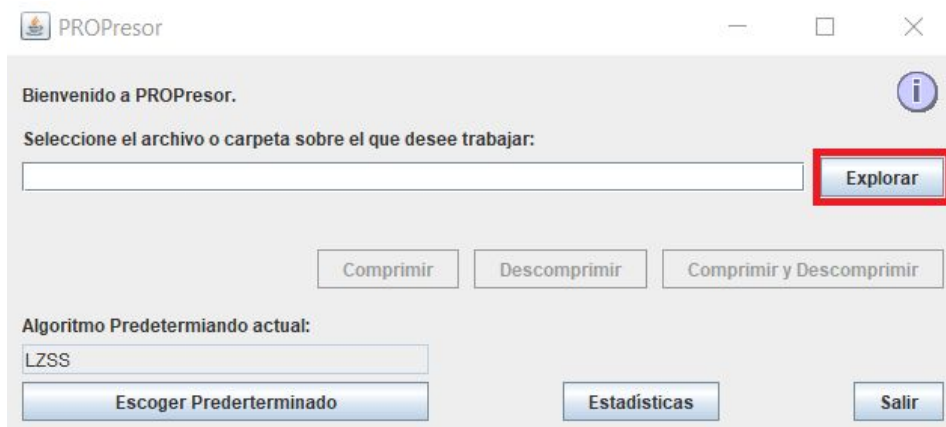 PROPresor
Bienvenido a PROPresor.
i
Seleccione el archivo o carpeta sobre el que desee trabajar:
Explorar
Comprimir Descomprimir Comprimir y Descomprimir
Algoritmo Predetermiando actual:
LZSS
Escoger Prederterminado Estadísticas Salir